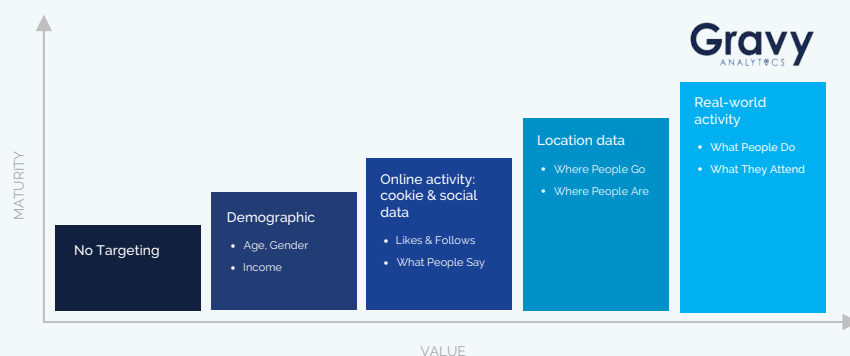 Gravy
ANALYTICS
MATURITY
No Targeting
Demographic
Age, Gender
Income
Online activity:
cookie & social
data
Likes & Follows
What People Say
Location data
Where People Go
Where People Are
Real-world
activity
What People Do
What They Attend
VALUE